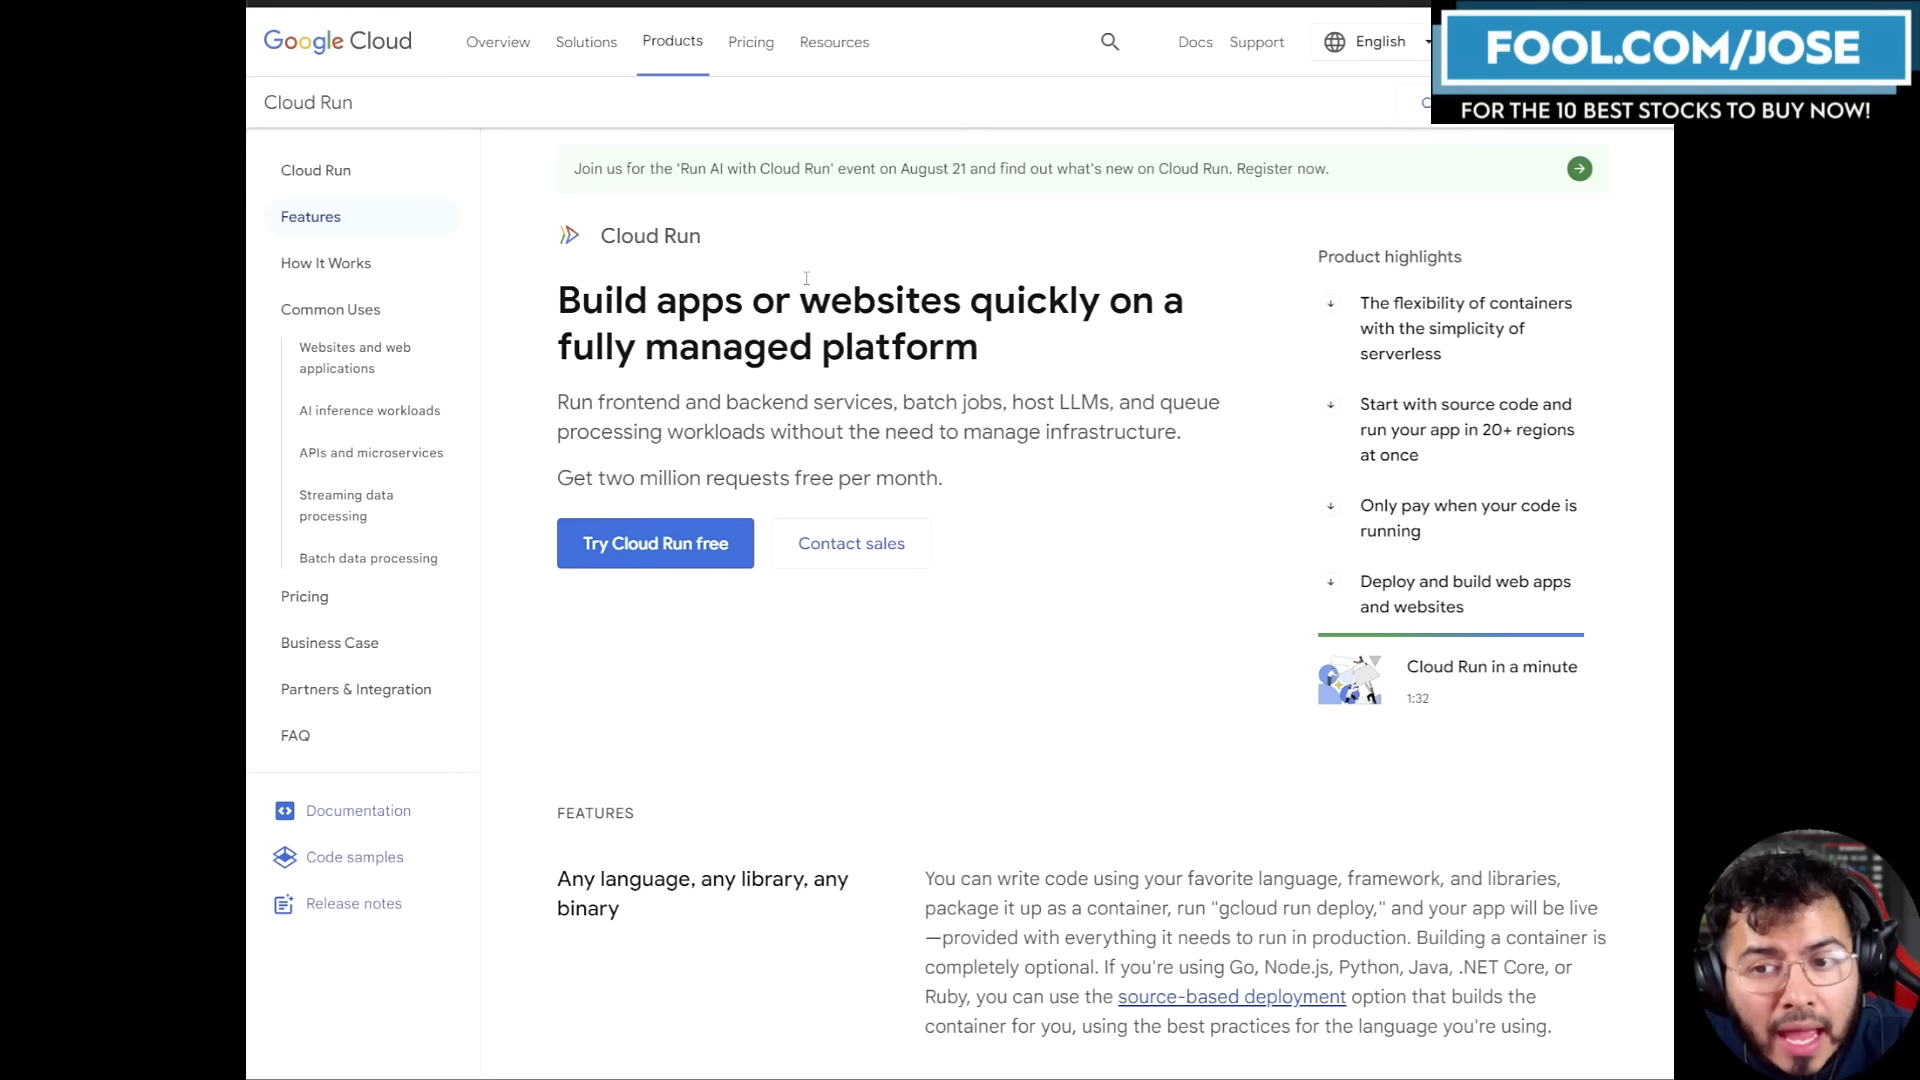 Google Cloud
Overview
Solutions
Products
Pricing
Resources
Docs
Support
English
FOOL.COM/JOSE
FOR THE 10 BEST STOCKS TO BUY NOW!
Cloud Run
Cloud Run
Features
How It Works
Common Uses
Websites and web
applications
AI inference workloads
APIs and microservices
Streaming data
processing
Batch data processing
Pricing
Business Case
Partners & Integration
FAQ
Documentation
Code samples
Release notes
Join us for the 'Run AI with Cloud Run' event on August 21 and find out what's new on Cloud Run. Register now.
Cloud Run
Build apps or websites quickly on a
fully managed platform
Run frontend and backend services, batch jobs, host LLMs, and queue
processing workloads without the need to manage infrastructure.
Get two million requests free per month.
Try Cloud Run free
Contact sales
Product highlights
The flexibility of containers
with the simplicity of
serverless
Start with source code and
run your app in 20+ regions
at once
Only pay when your code is
running
Deploy and build web apps
and websites
Cloud Run in a minute
1:32
FEATURES
Any language, any library, any
binary
You can write code using your favorite language, framework, and libraries,
package it up as a container, run "gcloud run deploy," and your app will be live
—provided with everything it needs to run in production. Building a container is
completely optional. If you're using Go, Node.js, Python, Java, .NET Core, or
Ruby, you can use the source-based deployment option that builds the
container for you, using the best practices for the language you're using.